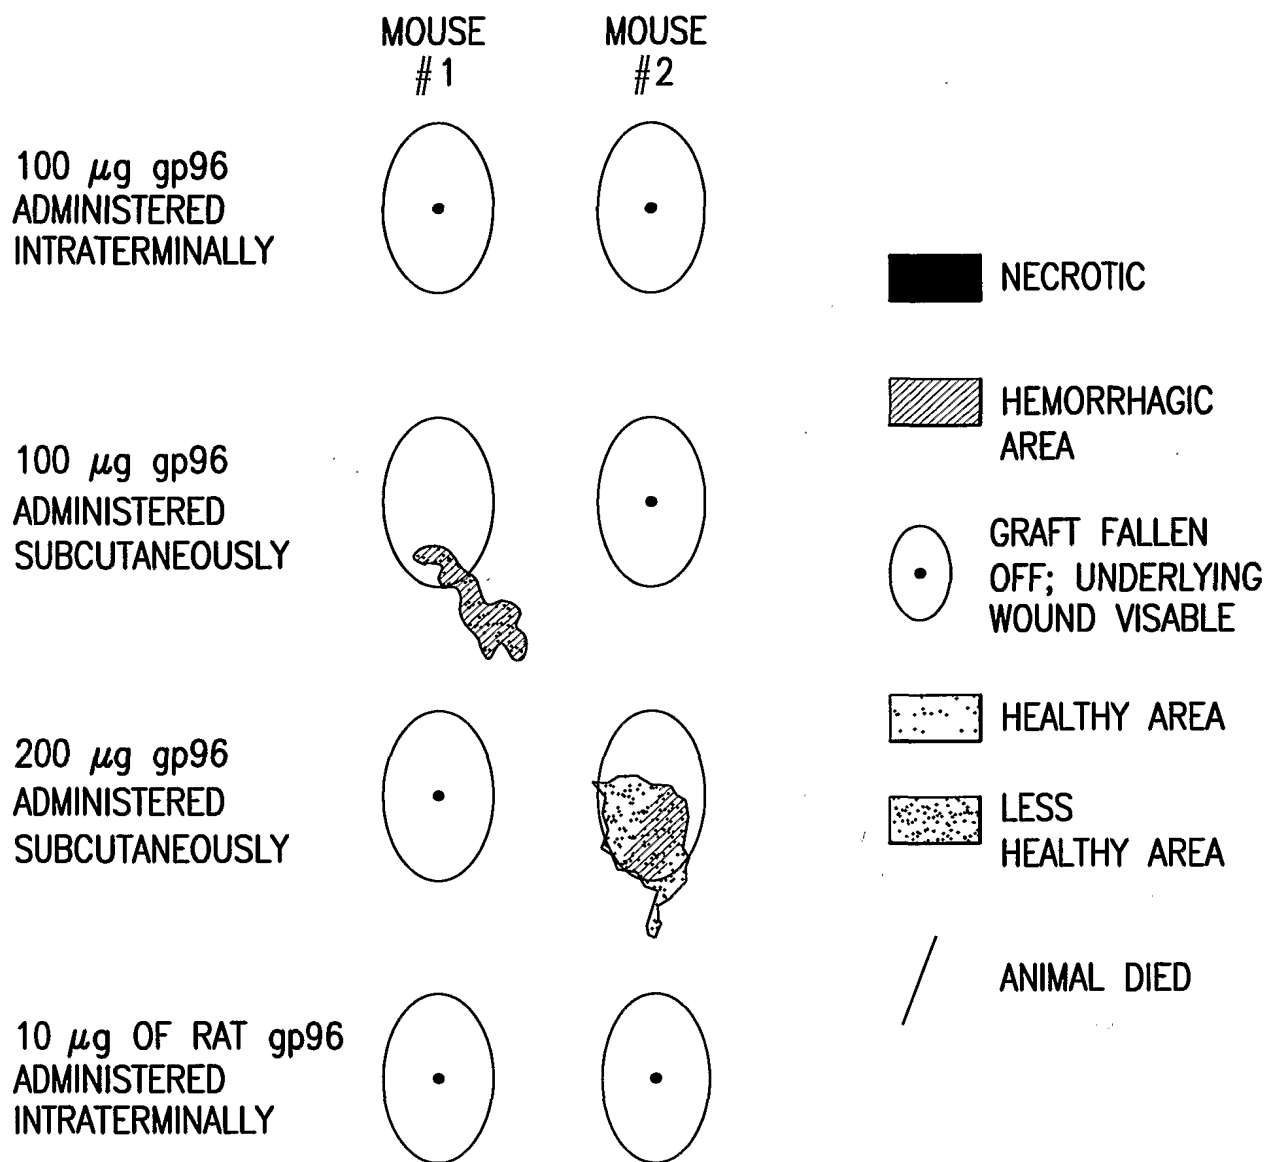 MOUSE
#1
MOUSE
#2
100 μg gp96
ADMINISTERED
INTRATERMINALLY
100 μg gp96
ADMINISTERED
SUBCUTANEOUSLY
200 μg gp96
ADMINISTERED
SUBCUTANEOUSLY
10 μg OF RAT gp96
ADMINISTERED
INTRATERMINALLY
NECROTIC
HEMORRHAGIC
AREA
GRAFT FALLEN
OFF; UNDERLYING
WOUND VISABLE
HEALTHY AREA
LESS
HEALTHY AREA
ANIMAL DIED